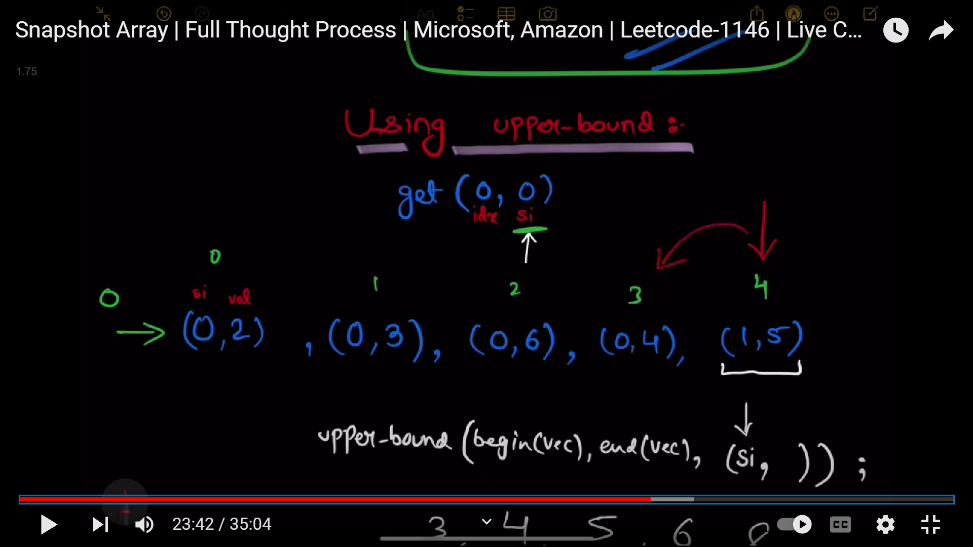 Snapshot Array | Full Thought Process | Microsoft, Amazon | Leetcode-1146 | Live C...
1.75
Using upper-bound :-
get (0, 0)
idx si
0 1 2 3 4
si val
0 → (0,2) , (0,3), (0,6), (0,4), (1,5)
upper-bound (begin(vec), end(vec), (si, )) ;
3 4 5 6 8
23:42 / 35:04
CC